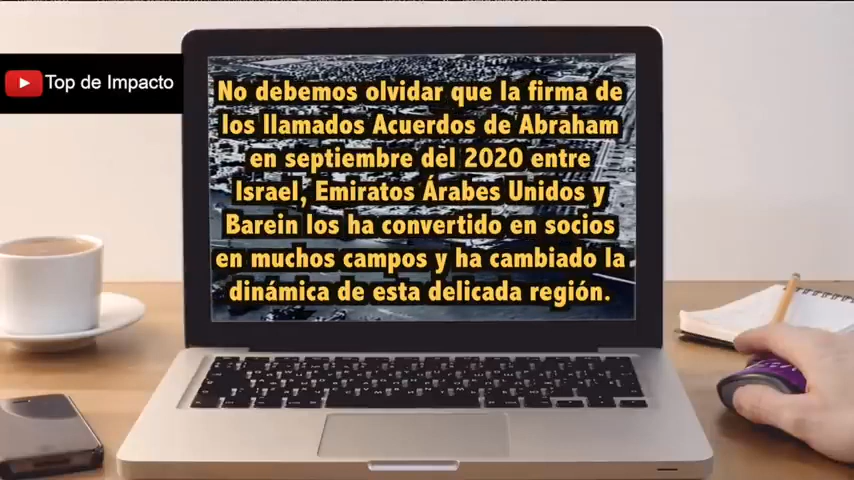 Top de Impacto
No debemos olvidar que la firma de
los llamados Acuerdos de Abraham
en septiembre del 2020 entre
Israel, Emiratos Árabes Unidos y
Barein los ha convertido en socios
en muchos campos y ha cambiado la
dinámica de esta delicada región.